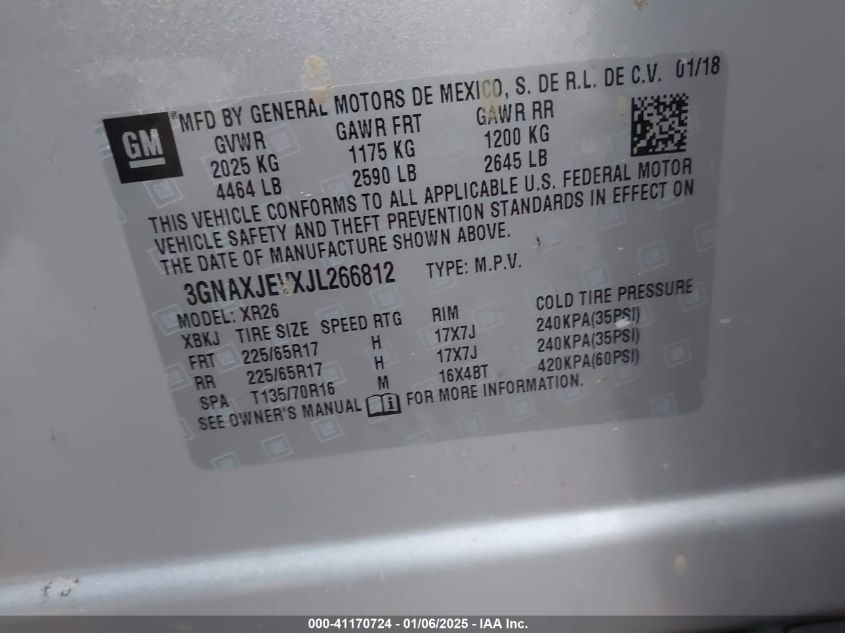 GM
® MFD BY GENERAL MOTORS DE MEXICO, S. DE R.L. DE C.V. 01/18
GVWR GAWR FRT GAWR RR
2025 KG 1175 KG 1200 KG
4464 LB 2590 LB 2645 LB
THIS VEHICLE CONFORMS TO ALL APPLICABLE U.S. FEDERAL MOTOR
VEHICLE SAFETY AND THEFT PREVENTION STANDARDS IN EFFECT ON
THE DATE OF MANUFACTURE SHOWN ABOVE.
3GNAXJEVXJL266812 TYPE: M.P.V.
MODEL: XR26
XBKJ TIRE SIZE SPEED RTG RIM COLD TIRE PRESSURE
FRT 225/65R17 H 17X7J 240KPA(35PSI)
RR 225/65R17 H 17X7J 240KPA(35PSI)
SPA T135/70R16 M 16X4BT 420KPA(60PSI)
SEE OWNER'S MANUAL FOR MORE INFORMATION.
000-41170724 - 01/06/2025 - IAA Inc.